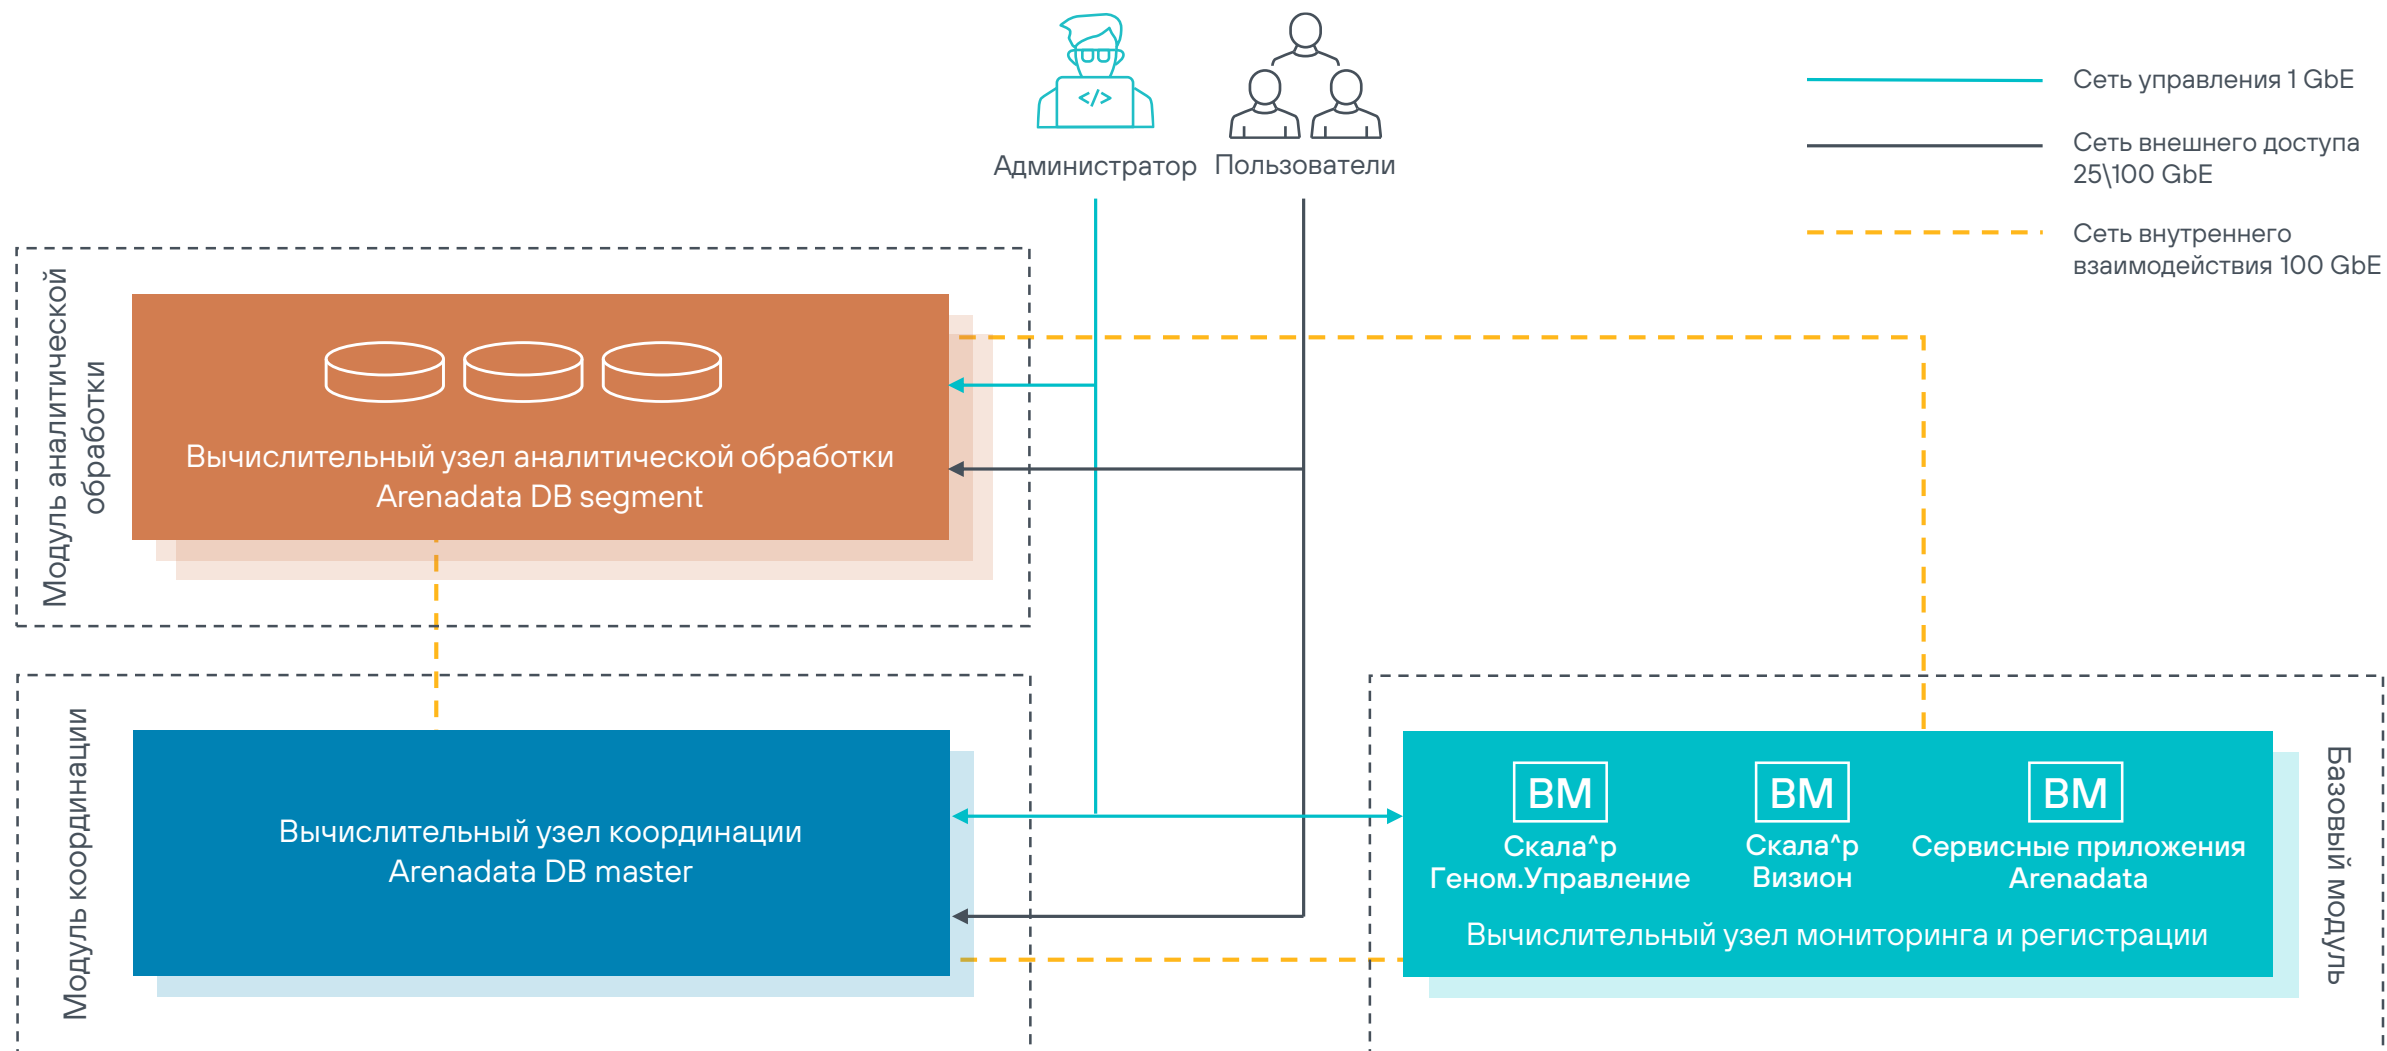 </>
Администратор
Пользователи
Сеть управления 1 GbE
Сеть внешнего доступа
25\100 GbE
Сеть внутреннего
взаимодействия 100 GbE
Модуль аналитической
обработки
Вычислительный узел аналитической обработки
Arenadata DB segment
Модуль координации
Вычислительный узел координации
Arenadata DB master
ВМ
Скала^р
Геном.Управление
ВМ
Скала^р
Визион
ВМ
Сервисные приложения
Arenadata
Вычислительный узел мониторинга и регистрации
Базовый модуль